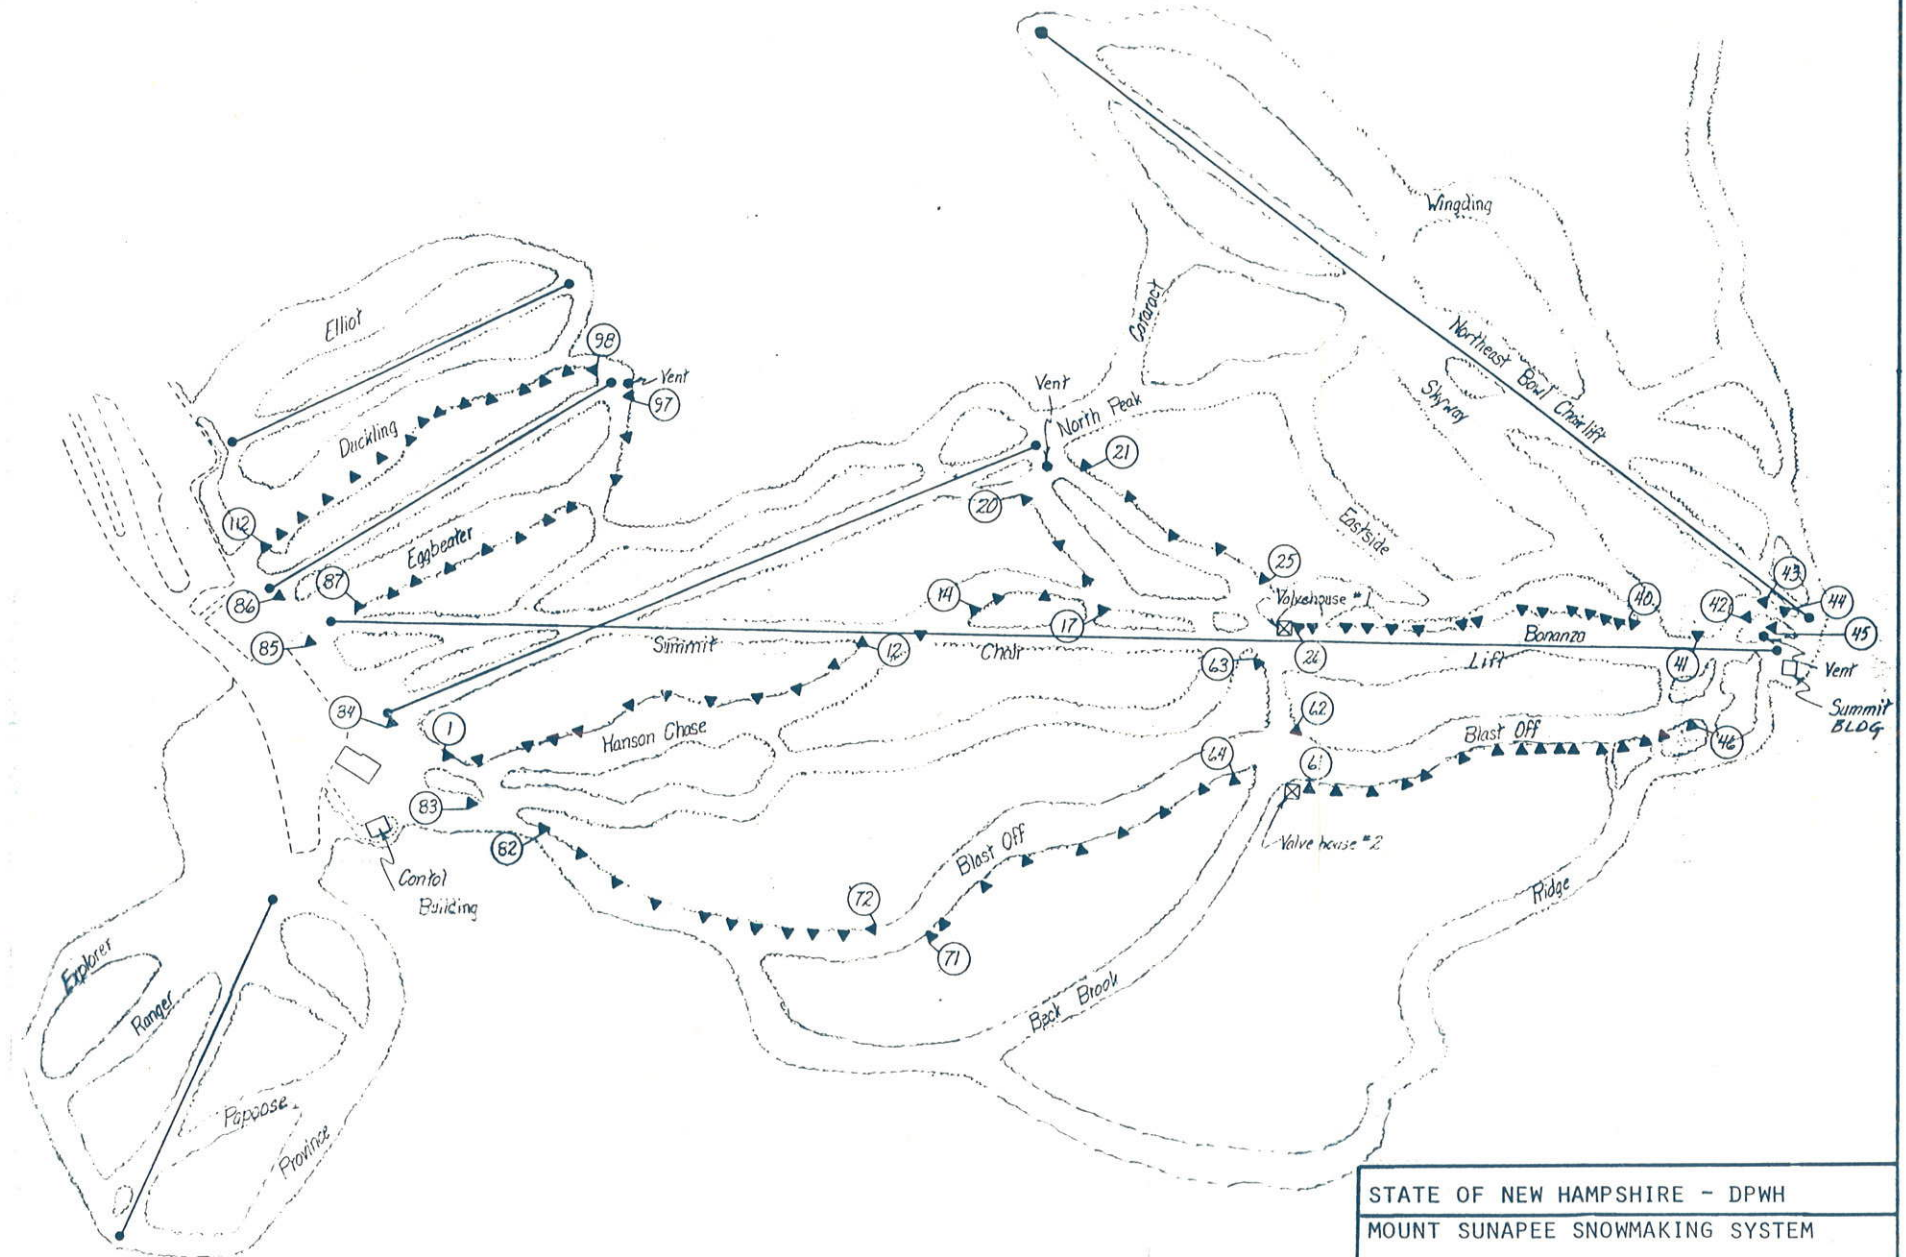 Wingding
Cataract
Elliot
98
Vent
97
Northeast Bowl Chairlift
Skyway
Vent
North Peak
Duckling
21
20
112
Eggbeater
Eastside
87
25
86
14
Valvehouse #1
40
43
42
44
17
85
Summit
Chair
Bonanza
Lift
45
12
63
26
41
Vent
84
1
Hanson Chase
62
Blast Off
46
Summit
BLDG
64
61
83
82
Blast Off
Valve house #2
Contol
Building
72
Ridge
71
Explorer
Ranger
Beck Brook
Pappose
Province
STATE OF NEW HAMPSHIRE - DPWH
MOUNT SUNAPEE SNOWMAKING SYSTEM